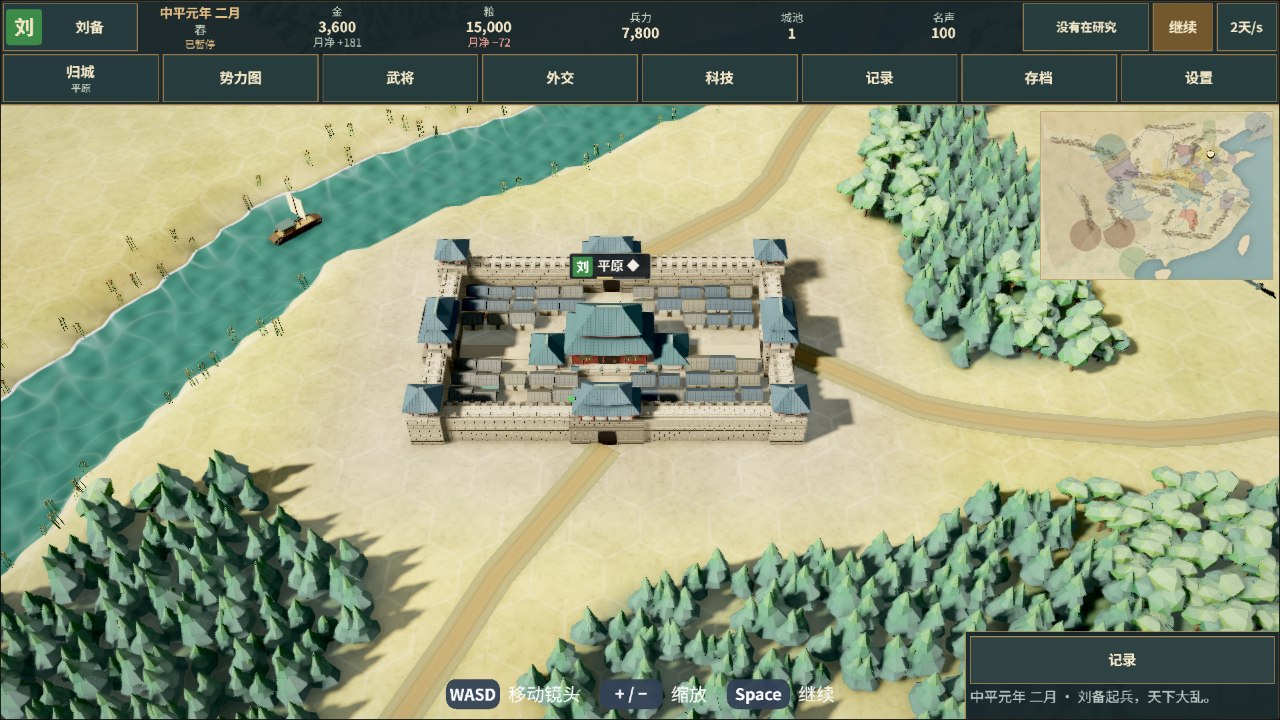 刘 刘备
中平元年 二月
春
已暂停
金
3,600
月净 +181
粮
15,000
月净 −72
兵力
7,800
城池
1
名声
100
没有在研究
继续
2天/s
归城
平原
势力图
武将
外交
科技
记录
存档
设置
刘 平原 ◆
WASD 移动镜头 + / − 缩放 Space 继续
记录
中平元年 二月 · 刘备起兵，天下大乱。